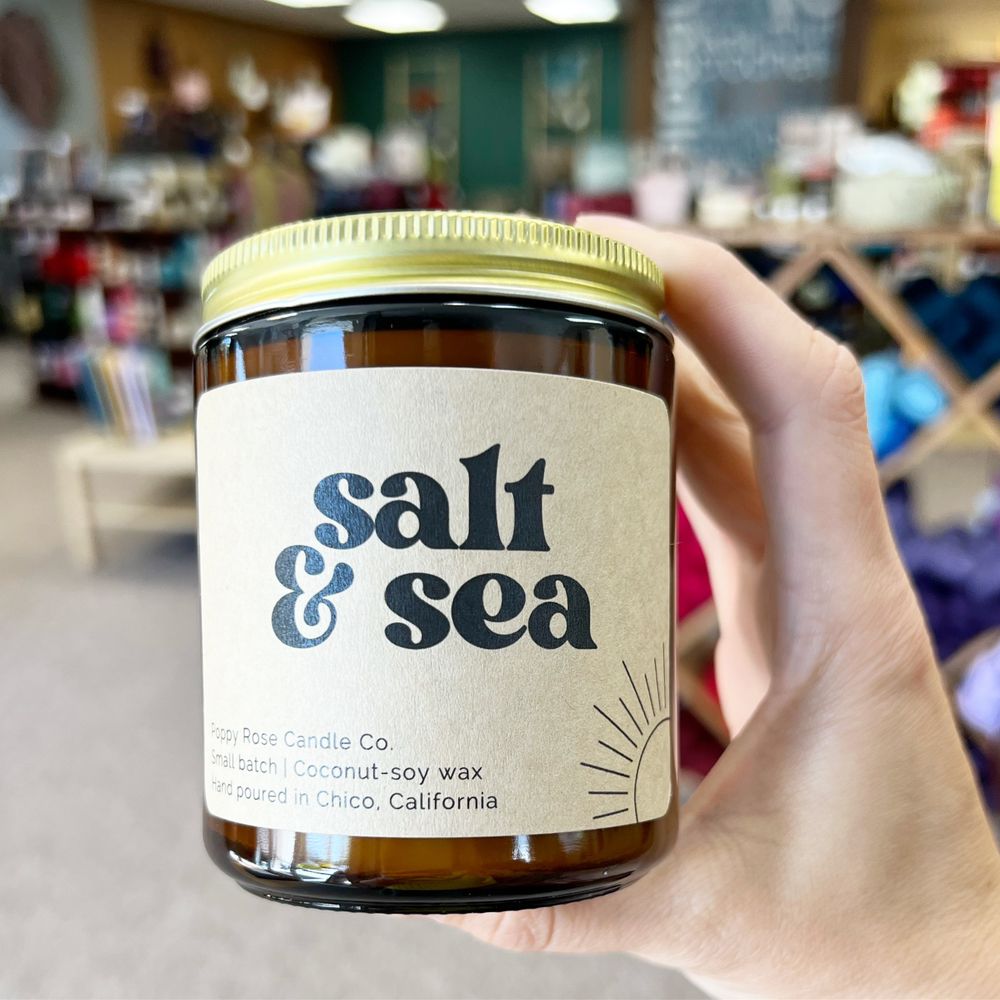 salt
& sea
Poppy Rose Candle Co.
Small batch | Coconut-soy wax
Hand poured in Chico, California